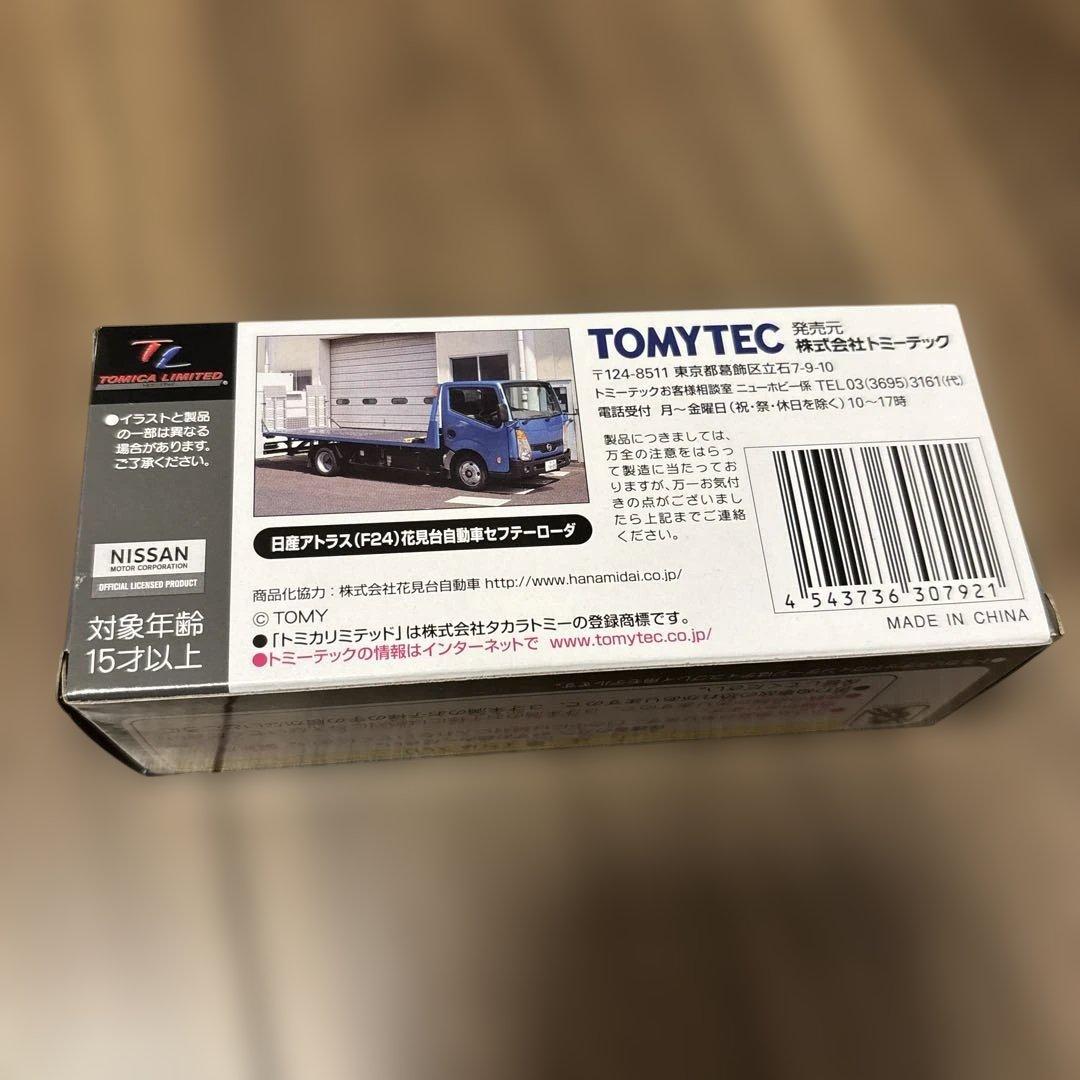 TL
TOMICA LIMITED
●イラストと製品
の一部は異なる
場合があります。
ご了承ください。
NISSAN
MOTOR CORPORATION
OFFICIAL LICENSED PRODUCT
対象年齢
15才以上
日産アトラス(F24)花見台自動車セフテーローダ
商品化協力：株式会社花見台自動車 http://www.hanamidai.co.jp/
© TOMY
●「トミカリミテッド」は株式会社タカラトミーの登録商標です。
●トミーテックの情報はインターネットで www.tomytec.co.jp/
TOMYTEC 発売元
株式会社トミーテック
〒124-8511 東京都葛飾区立石7-9-10
トミーテックお客様相談室 ニューホビー係 TEL 03(3695)3161(代)
電話受付 月〜金曜日(祝・祭・休日を除く)10〜17時
製品につきましては、
万全の注意をはらっ
て製造に当たってお
りますが、万一お気付
きの点がございまし
たら上記までご連絡
ください。
4 543736 307921
MADE IN CHINA